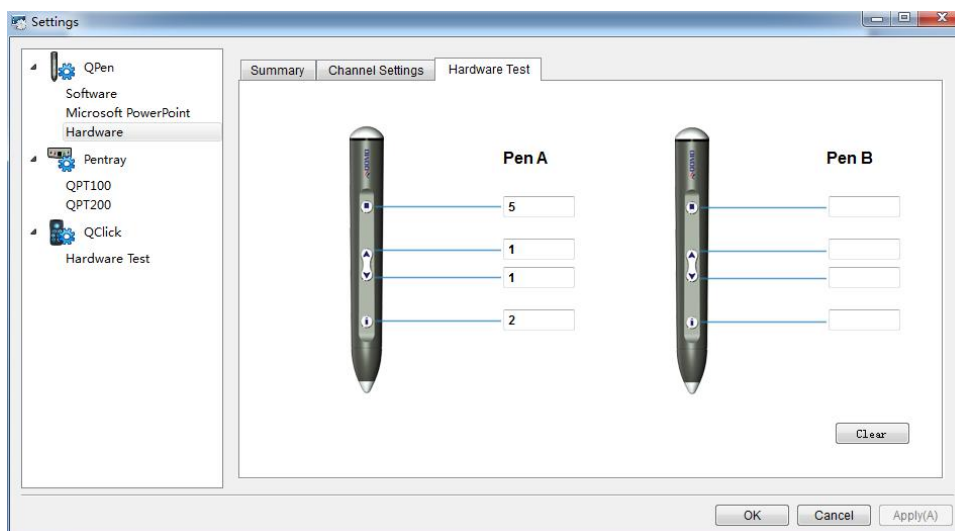 Settings
QPen
Software
Microsoft PowerPoint
Hardware
Pentray
QPT100
QPT200
QClick
Hardware Test
Summary
Channel Settings
Hardware Test
Pen A
5
1
1
2
Pen B
Clear
OK
Cancel
Apply(A)